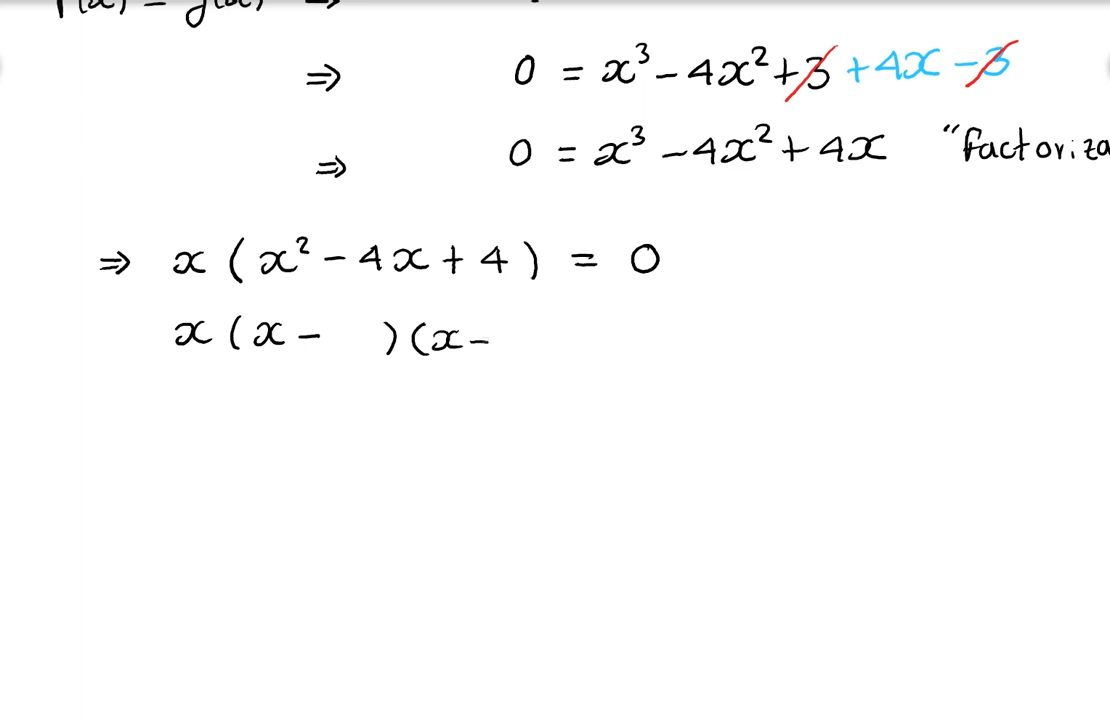 ⇒ 0 = x³ - 4x² + 3 + 4x - 3
⇒ 0 = x³ - 4x² + 4x "factoriza
⇒ x ( x² - 4x + 4 ) = 0
x ( x - ) ( x -